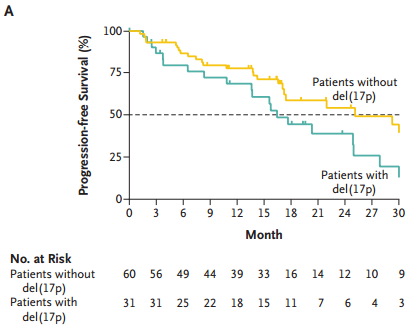 A
Progression-free Survival (%)
100
75
50
25
0
Patients without
del(17p)
Patients with
del(17p)
0 3 6 9 12 15 18 21 24 27 30
Month
No. at Risk
Patients without 60 56 49 44 39 33 16 14 12 10 9
del(17p)
Patients with 31 31 25 22 18 15 11 7 6 4 3
del(17p)